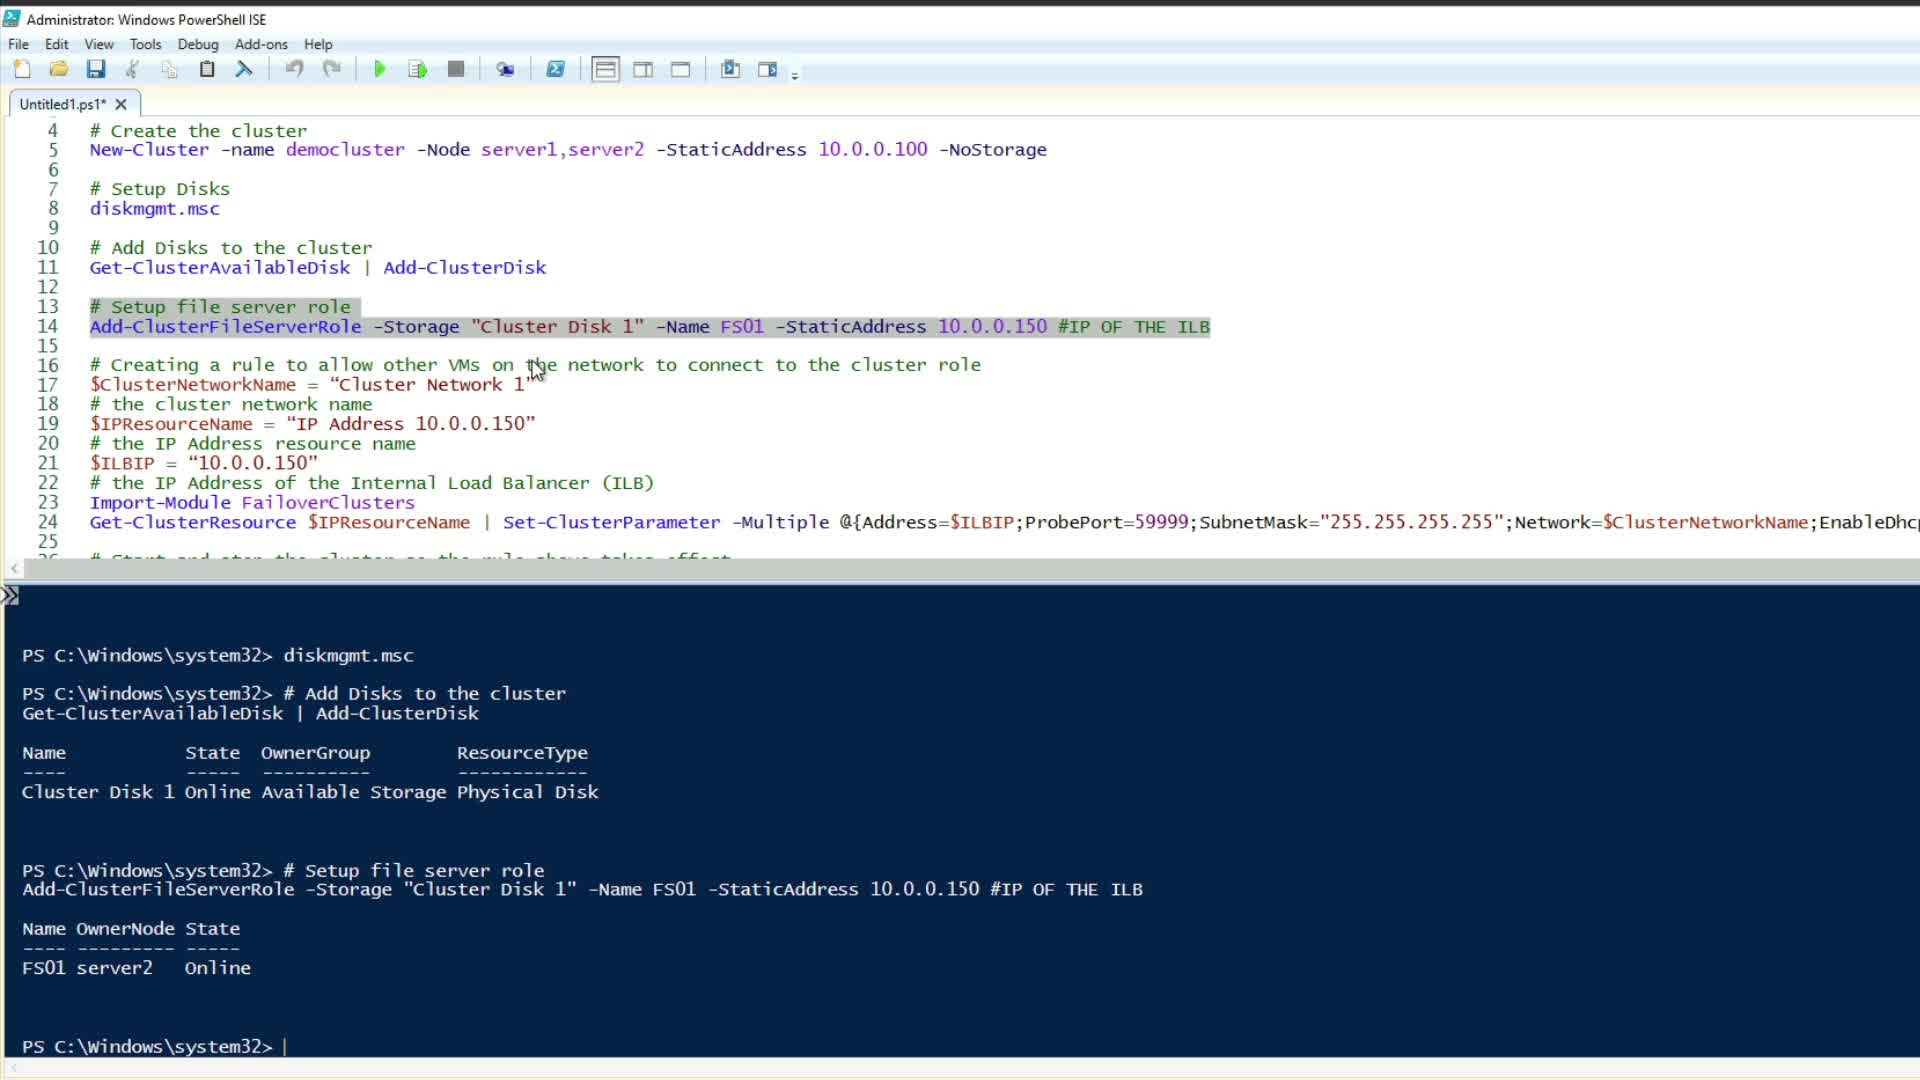 Administrator: Windows PowerShell ISE
File Edit View Tools Debug Add-ons Help
Untitled1.ps1*
4 # Create the cluster
5 New-Cluster -name democluster -Node server1,server2 -StaticAddress 10.0.0.100 -NoStorage
6
7 # Setup Disks
8 diskmgmt.msc
9
10 # Add Disks to the cluster
11 Get-ClusterAvailableDisk | Add-ClusterDisk
12
13 # Setup file server role
14 Add-ClusterFileServerRole -Storage "Cluster Disk 1" -Name FS01 -StaticAddress 10.0.0.150 #IP OF THE ILB
15
16 # Creating a rule to allow other VMs on the network to connect to the cluster role
17 $ClusterNetworkName = “Cluster Network 1”
18 # the cluster network name
19 $IPResourceName = “IP Address 10.0.0.150”
20 # the IP Address resource name
21 $ILBIP = “10.0.0.150”
22 # the IP Address of the Internal Load Balancer (ILB)
23 Import-Module FailoverClusters
24 Get-ClusterResource $IPResourceName | Set-ClusterParameter -Multiple @{Address=$ILBIP;ProbePort=59999;SubnetMask="255.255.255.255";Network=$ClusterNetworkName;EnableDhc
25
PS C:\Windows\system32> diskmgmt.msc
PS C:\Windows\system32> # Add Disks to the cluster
Get-ClusterAvailableDisk | Add-ClusterDisk
Name State OwnerGroup ResourceType
---- ----- ---------- ------------
Cluster Disk 1 Online Available Storage Physical Disk
PS C:\Windows\system32> # Setup file server role
Add-ClusterFileServerRole -Storage "Cluster Disk 1" -Name FS01 -StaticAddress 10.0.0.150 #IP OF THE ILB
Name OwnerNode State
---- --------- -----
FS01 server2 Online
PS C:\Windows\system32>